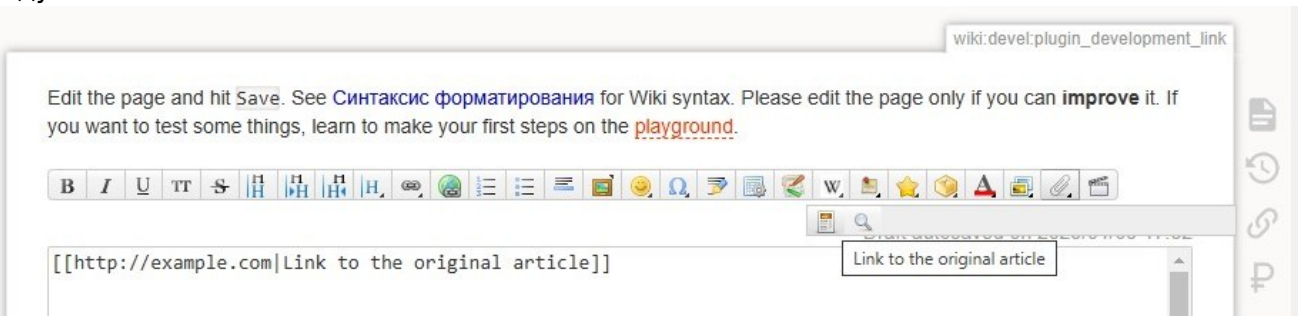 wiki:devel:plugin_development_link
Edit the page and hit Save. See Синтаксис форматирования for Wiki syntax. Please edit the page only if you can improve it. If
you want to test some things, learn to make your first steps on the playground.
B I U TT S H H H H, Ω W A
[[http://example.com|Link to the original article]]
Link to the original article